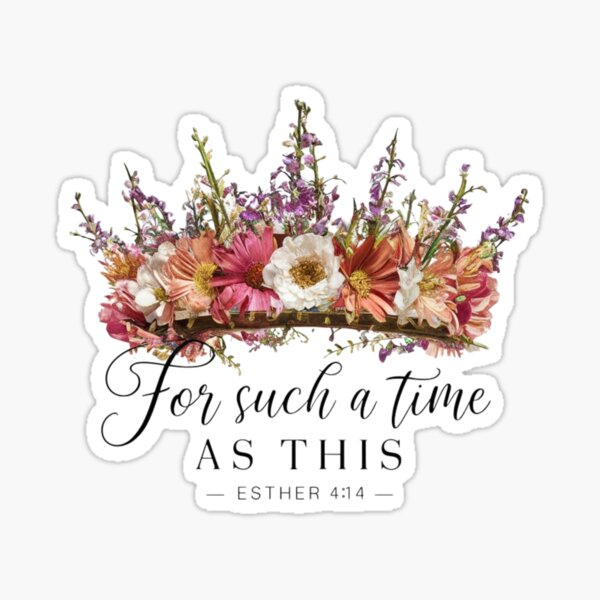 For such a time
AS THIS
— ESTHER 4:14 —